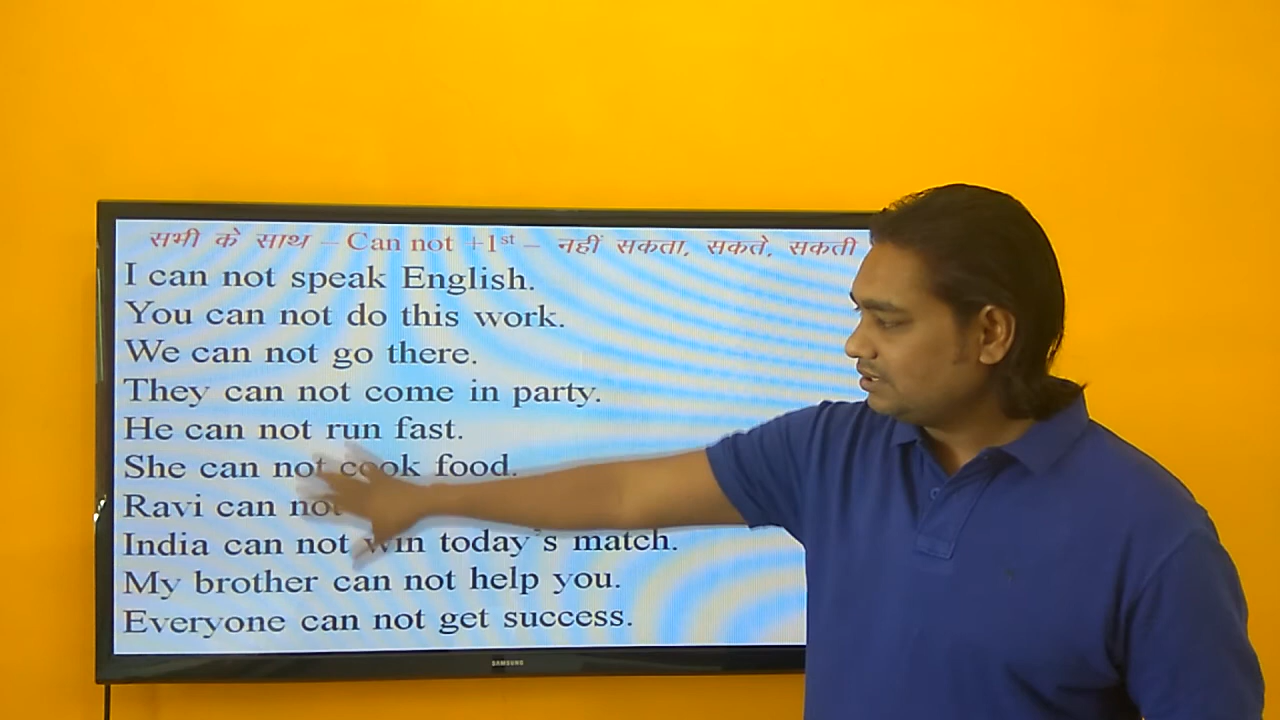 सभी के साथ – Can not +1st – नहीं सकता, सकते, सकती
I can not speak English.
You can not do this work.
We can not go there.
They can not come in party.
He can not run fast.
She can not cook food.
Ravi can not
India can not win today's match.
My brother can not help you.
Everyone can not get success.
SAMSUNG